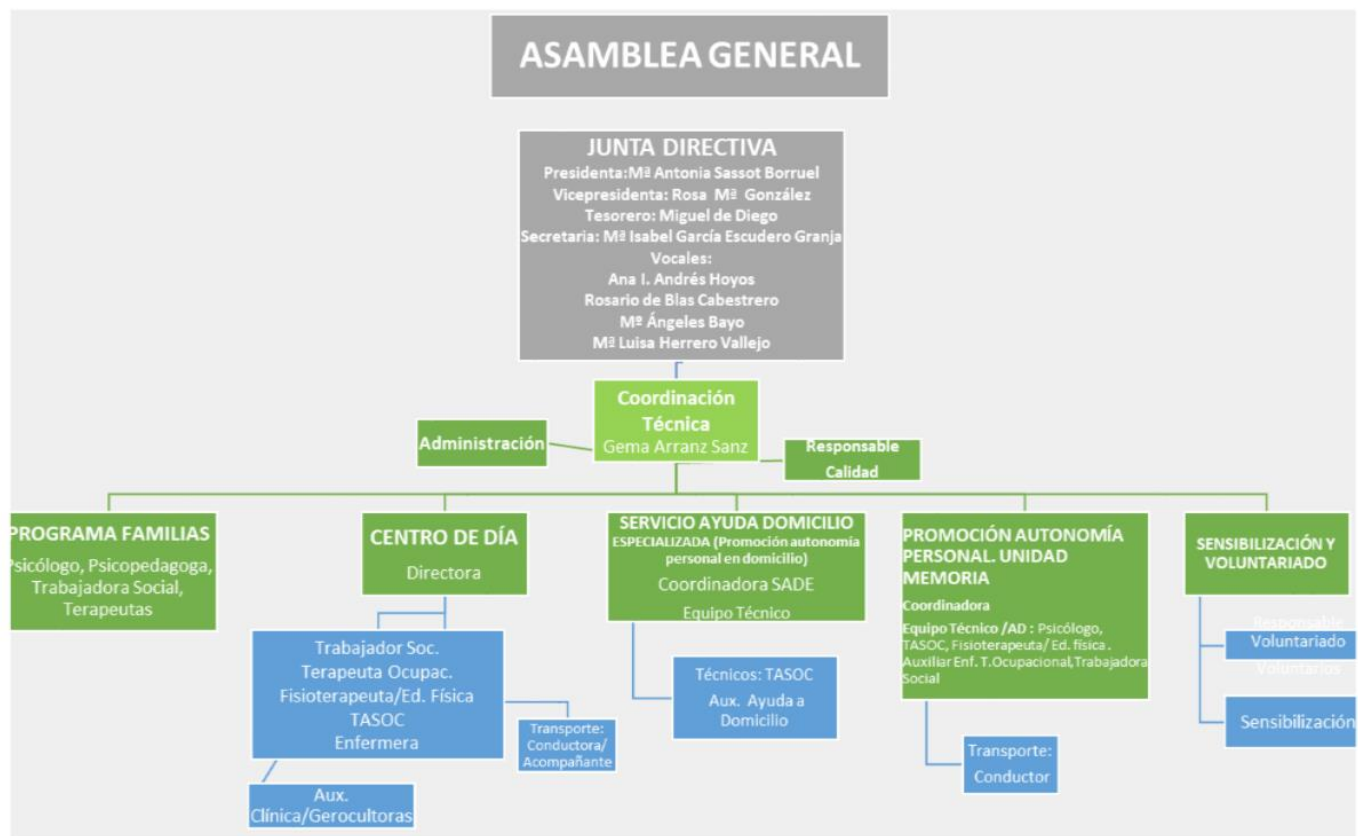 ASAMBLEA GENERAL
JUNTA DIRECTIVA
Presidenta:Mª Antonia Sassot Borruel
Vicepresidenta: Rosa Mª González
Tesorero: Miguel de Diego
Secretaria: Mª Isabel García Escudero Granja
Vocales:
Ana I. Andrés Hoyos
Rosario de Blas Cabestrero
Mº Ángeles Bayo
Mª Luisa Herrero Vallejo
Coordinación
Técnica
Gema Arranz Sanz
Administración
Responsable
Calidad
PROGRAMA FAMILIAS
Psicólogo, Psicopedagoga,
Trabajadora Social,
Terapeutas
CENTRO DE DÍA
Directora
Trabajador Soc.
Terapeuta Ocupac.
Fisioterapeuta/Ed. Física
TASOC
Enfermera
Aux.
Clínica/Gerocultoras
Transporte:
Conductora/
Acompañante
SERVICIO AYUDA DOMICILIO
ESPECIALIZADA (Promoción autonomía
personal en domicilio)
Coordinadora SADE
Equipo Técnico
Técnicos: TASOC
Aux. Ayuda a
Domicilio
PROMOCIÓN AUTONOMÍA
PERSONAL. UNIDAD
MEMORIA
Coordinadora
Equipo Técnico /AD : Psicólogo,
TASOC, Fisioterapeuta/ Ed. física .
Auxiliar Enf. T.Ocupacional,Trabajadora
Social
Transporte:
Conductor
SENSIBILIZACIÓN Y
VOLUNTARIADO
Responsable
Voluntariado
Voluntarios
Sensibilización